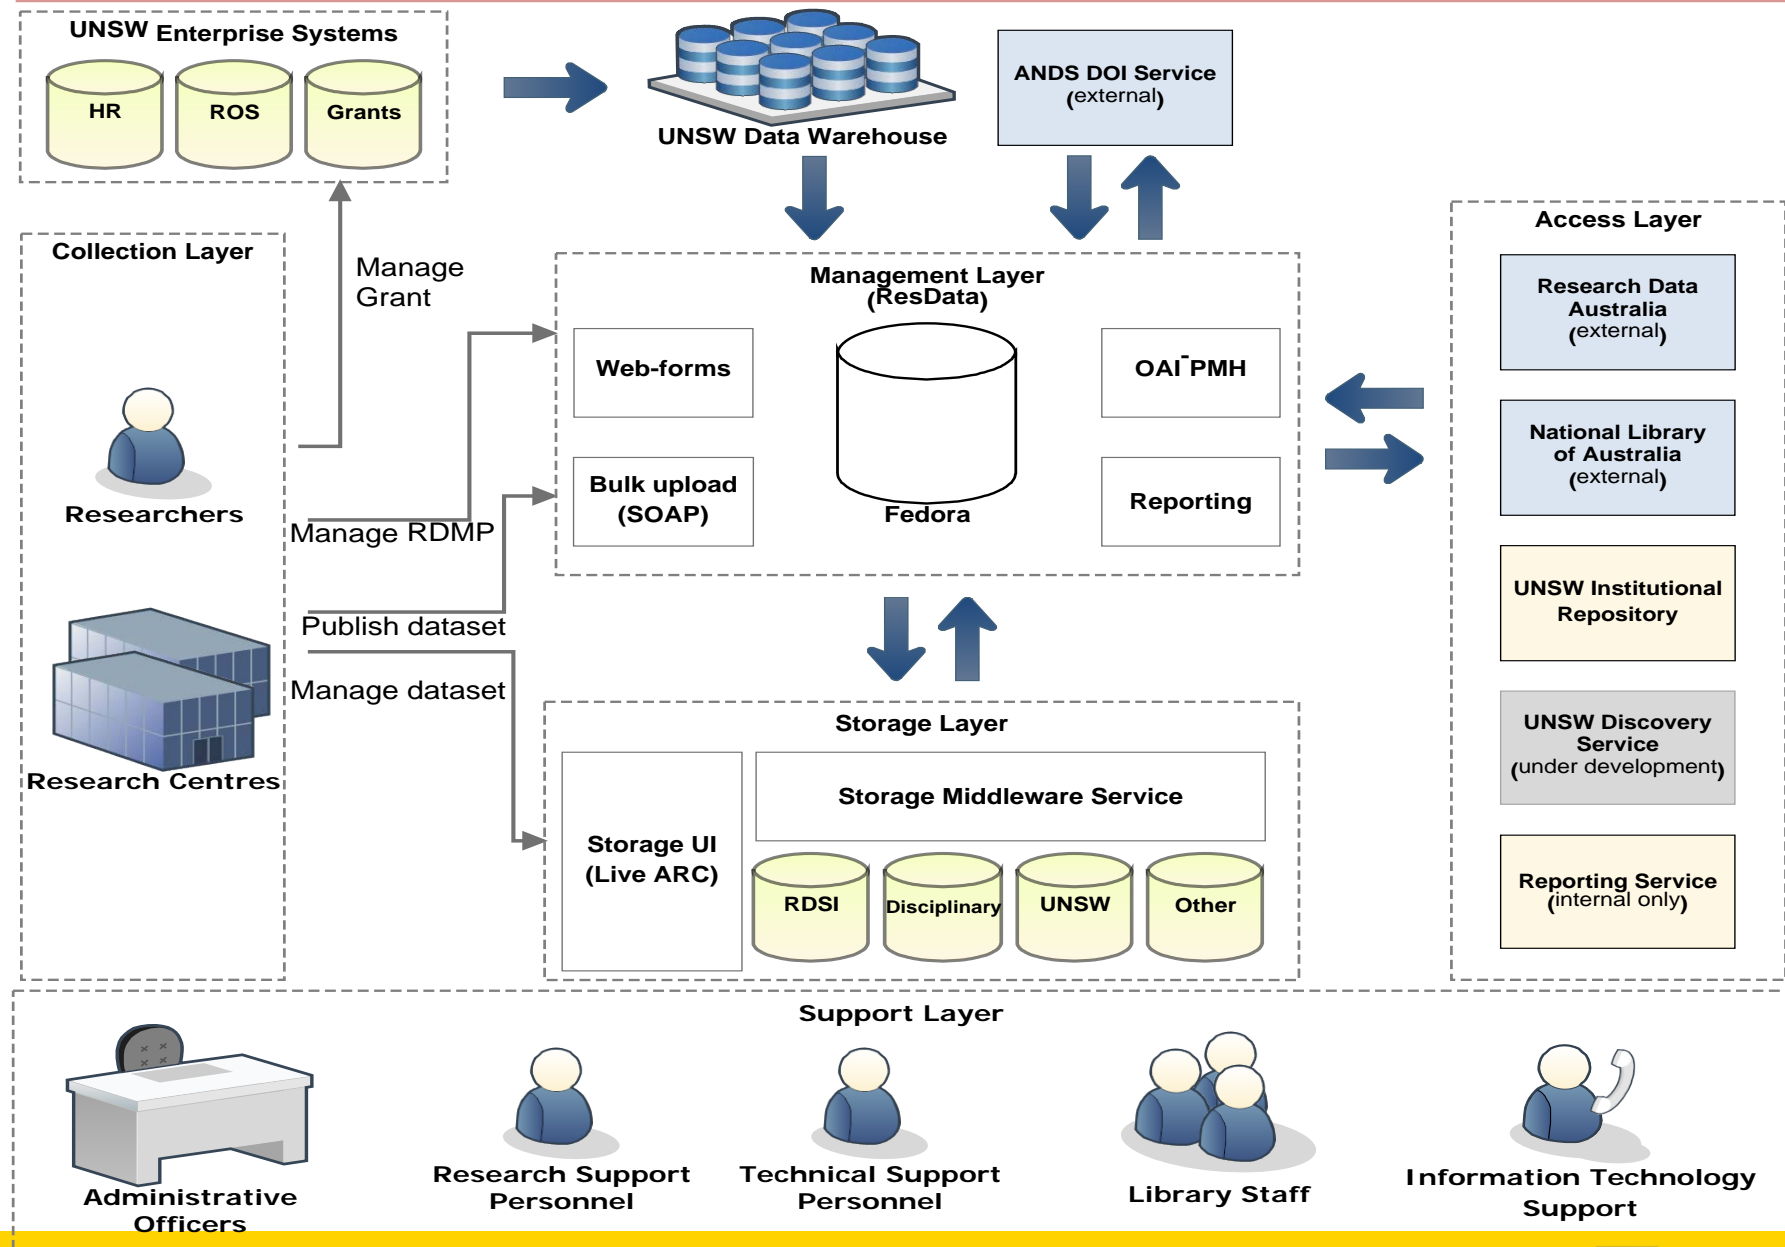 UNSW Enterprise Systems
HR
ROS
Grants
UNSW Data Warehouse
ANDS DOI Service
(external)
Collection Layer
Researchers
Research Centres
Manage
Grant
Manage RDMP
Publish dataset
Manage dataset
Management Layer
(ResData)
Web-forms
Bulk upload
(SOAP)
Fedora
OAI-PMH
Reporting
Storage Layer
Storage UI
(Live ARC)
Storage Middleware Service
RDSI
Disciplinary
UNSW
Other
Access Layer
Research Data
Australia
(external)
National Library
of Australia
(external)
UNSW Institutional
Repository
UNSW Discovery
Service
(under development)
Reporting Service
(internal only)
Support Layer
Administrative
Officers
Research Support
Personnel
Technical Support
Personnel
Library Staff
Information Technology
Support